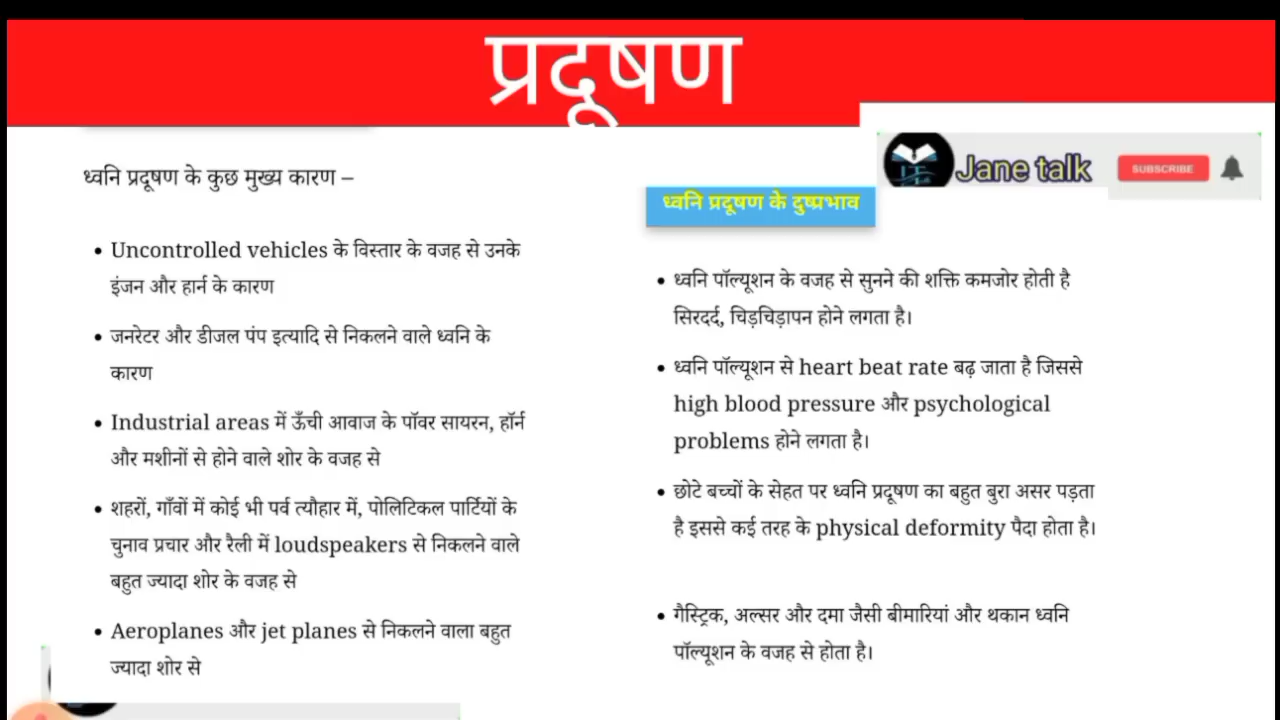 प्रदूषण
ध्वनि प्रदूषण के कुछ मुख्य कारण –
• Uncontrolled vehicles के विस्तार के वजह से उनके
इंजन और हार्न के कारण
• जनरेटर और डीजल पंप इत्यादि से निकलने वाले ध्वनि के
कारण
• Industrial areas में ऊँची आवाज के पॉवर सायरन, हॉर्न
और मशीनों से होने वाले शोर के वजह से
• शहरों, गाँवों में कोई भी पर्व त्यौहार में, पोलिटिकल पार्टियों के
चुनाव प्रचार और रैली में loudspeakers से निकलने वाले
बहुत ज्यादा शोर के वजह से
• Aeroplanes और jet planes से निकलने वाला बहुत
ज्यादा शोर से
Jane talk
SUBSCRIBE
ध्वनि प्रदूषण के दुष्प्रभाव
• ध्वनि पॉल्यूशन के वजह से सुनने की शक्ति कमजोर होती है
सिरदर्द, चिड़चिड़ापन होने लगता है।
• ध्वनि पॉल्यूशन से heart beat rate बढ़ जाता है जिससे
high blood pressure और psychological
problems होने लगता है।
• छोटे बच्चों के सेहत पर ध्वनि प्रदूषण का बहुत बुरा असर पड़ता
है इससे कई तरह के physical deformity पैदा होता है।
• गैस्ट्रिक, अल्सर और दमा जैसी बीमारियां और थकान ध्वनि
पॉल्यूशन के वजह से होता है।